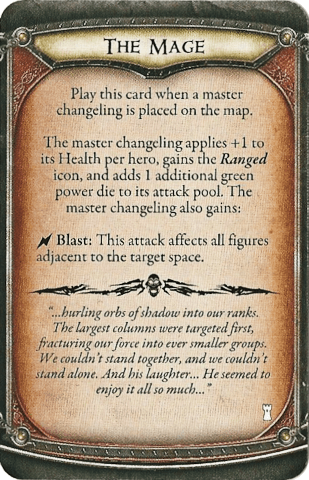 THE MAGE
Play this card when a master
changeling is placed on the map.
The master changeling applies +1 to
its Health per hero, gains the Ranged
icon, and adds 1 additional green
power die to its attack pool. The
master changeling also gains:
Blast: This attack affects all figures
adjacent to the target space.
"...hurling orbs of shadow into our ranks.
The largest columns were targeted first,
fracturing our force into ever smaller groups.
We couldn't stand together, and we couldn't
stand alone. And his laughter... He seemed to
enjoy it all so much..."